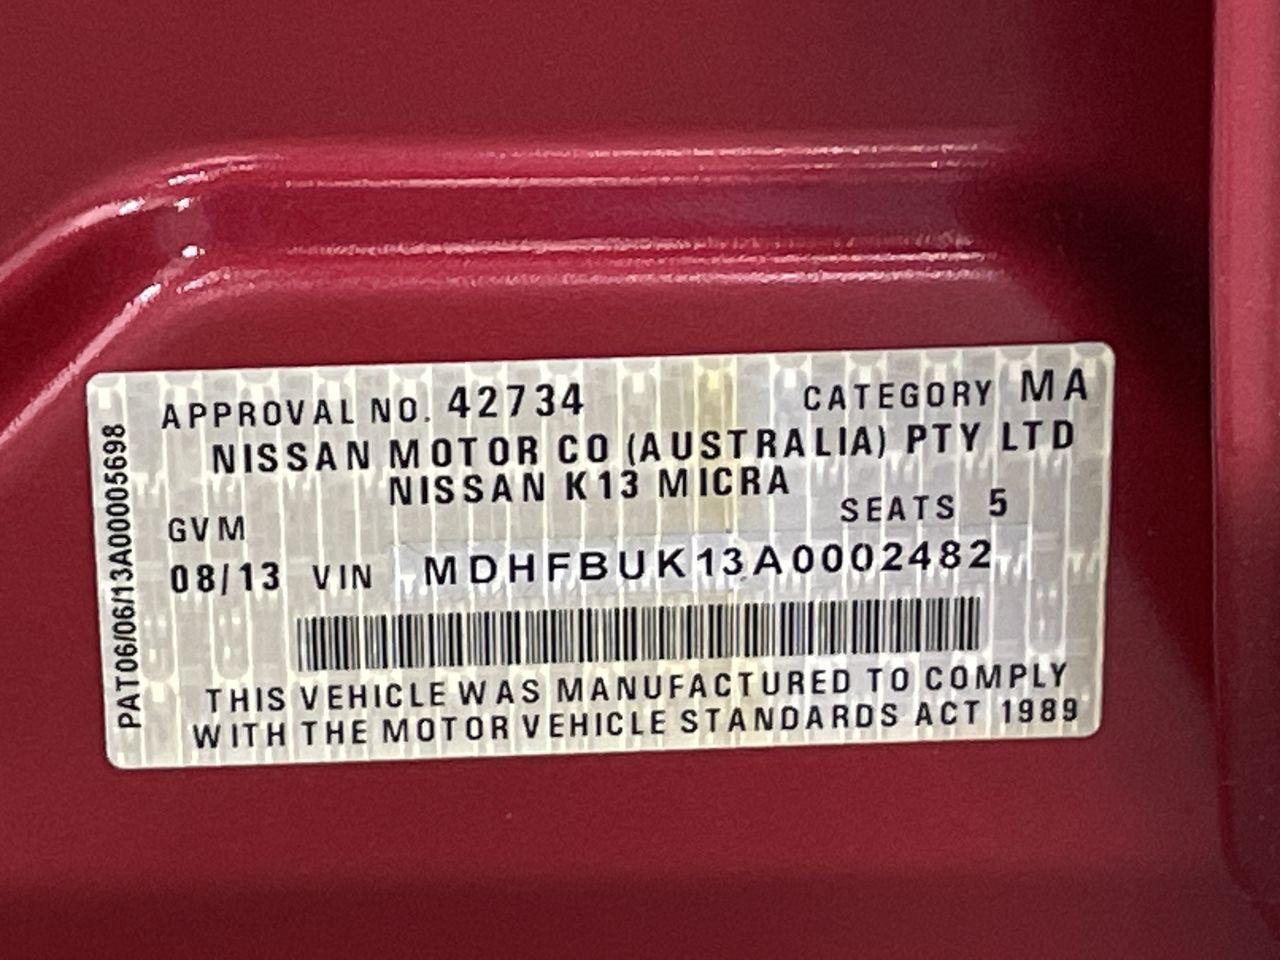 APPROVAL NO. 42734 CATEGORY MA
NISSAN MOTOR CO (AUSTRALIA) PTY LTD
NISSAN K13 MICRA
GVM SEATS 5
08/13 VIN MDHFBUK13A0002482
THIS VEHICLE WAS MANUFACTURED TO COMPLY
WITH THE MOTOR VEHICLE STANDARDS ACT 1989
PAT06/06/13A00005698